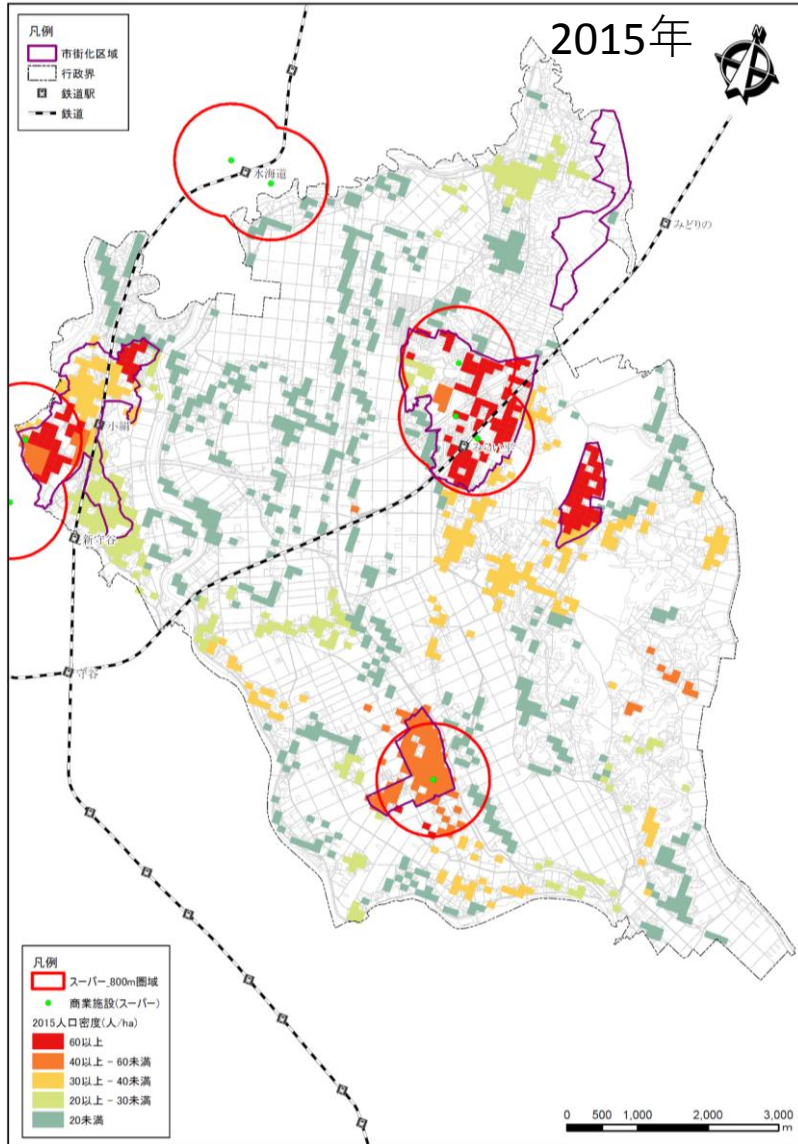 2015年
N
凡例
市街化区域
行政界
鉄道駅
鉄道
水海道
みどりの
小絹
みらい平
新守谷
守谷
凡例
スーパー_800m圏域
商業施設(スーパー)
2015人口密度(人/ha)
60以上
40以上 - 60未満
30以上 - 40未満
20以上 - 30未満
20未満
0 500 1,000 2,000 3,000
m